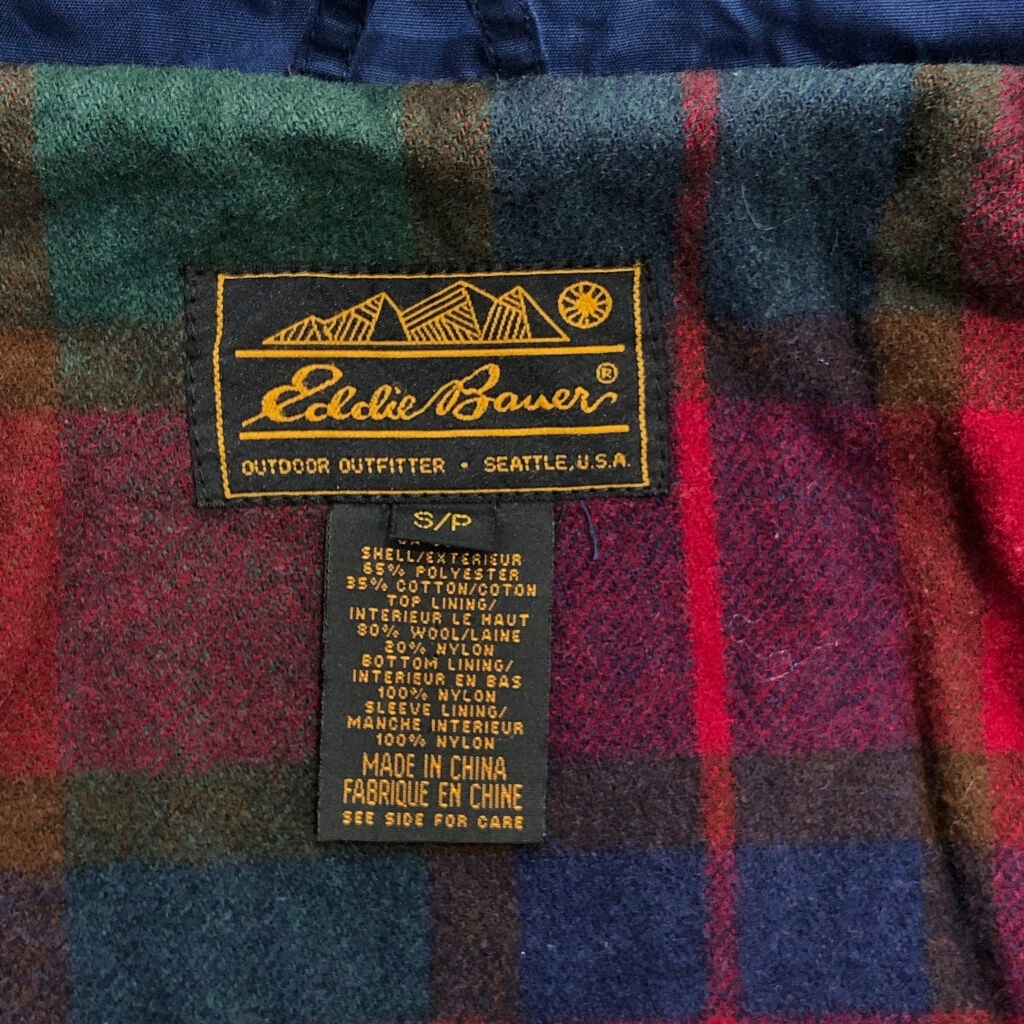 Eddie Bauer®
OUTDOOR OUTFITTER • SEATTLE, U.S.A.
S/P
SHELL/EXTERIEUR
65% POLYESTER
35% COTTON/COTON
TOP LINING/
INTERIEUR LE HAUT
80% WOOL/LAINE
20% NYLON
BOTTOM LINING/
INTERIEUR EN BAS
100% NYLON
SLEEVE LINING/
MANCHE INTERIEUR
100% NYLON
MADE IN CHINA
FABRIQUE EN CHINE
SEE SIDE FOR CARE